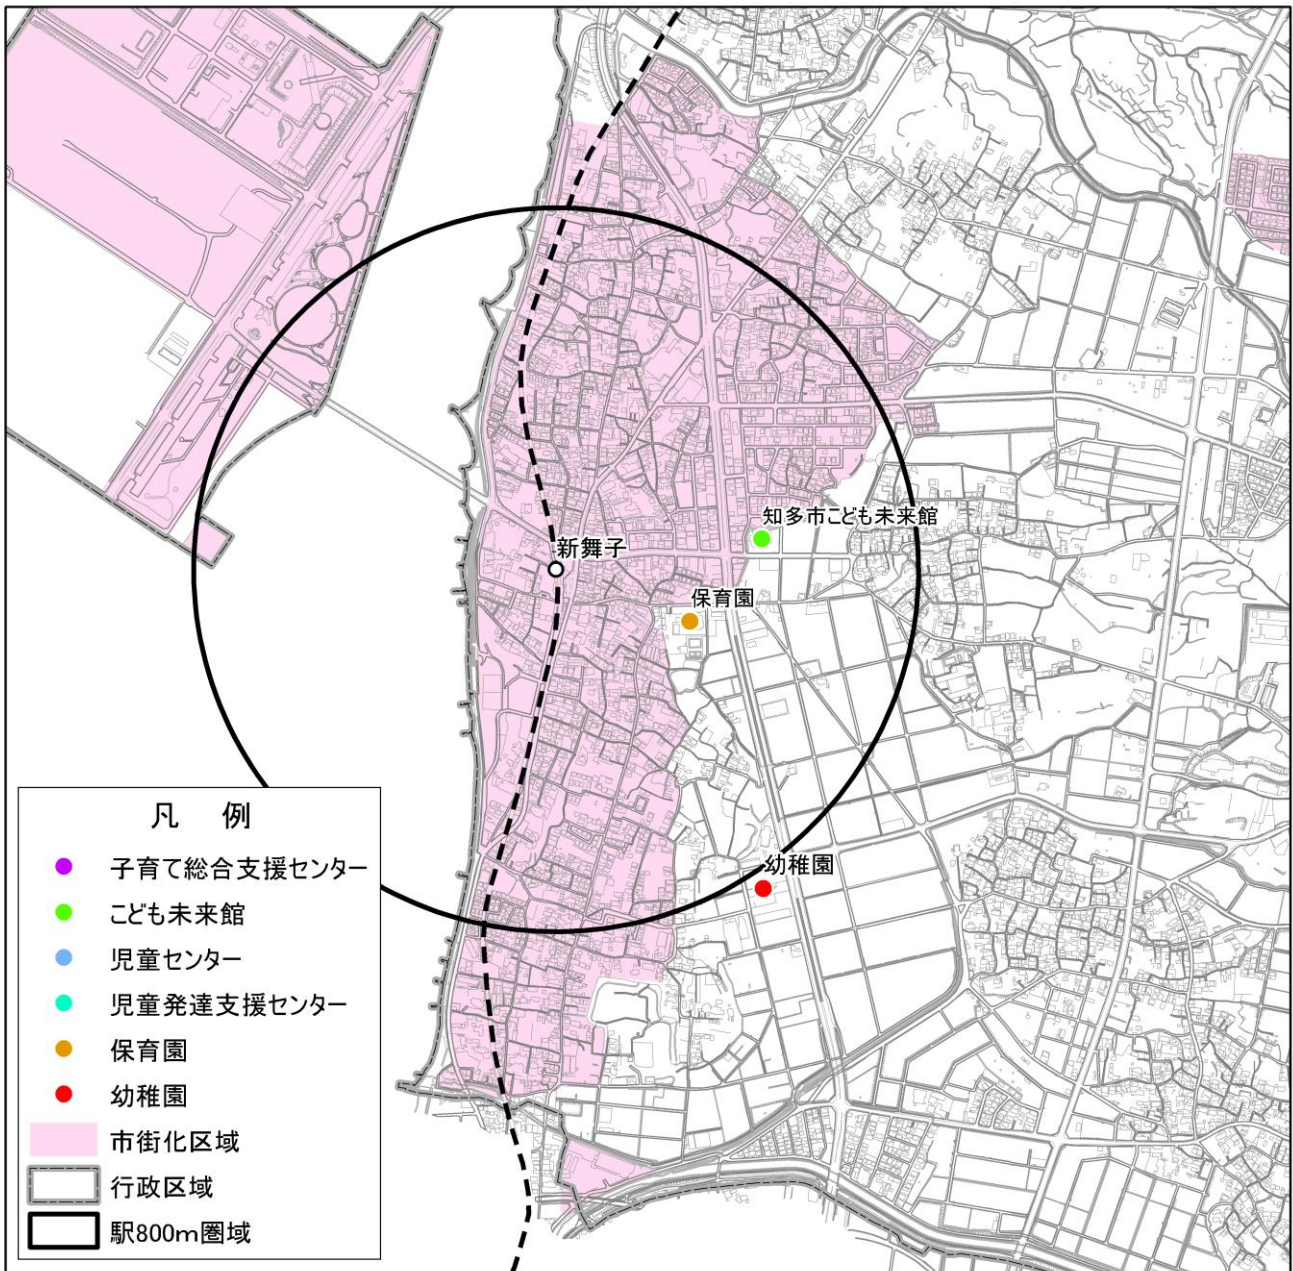 知多市こども未来館
新舞子
保育園
幼稚園
凡 例
子育て総合支援センター
こども未来館
児童センター
児童発達支援センター
保育園
幼稚園
市街化区域
行政区域
駅800m圏域